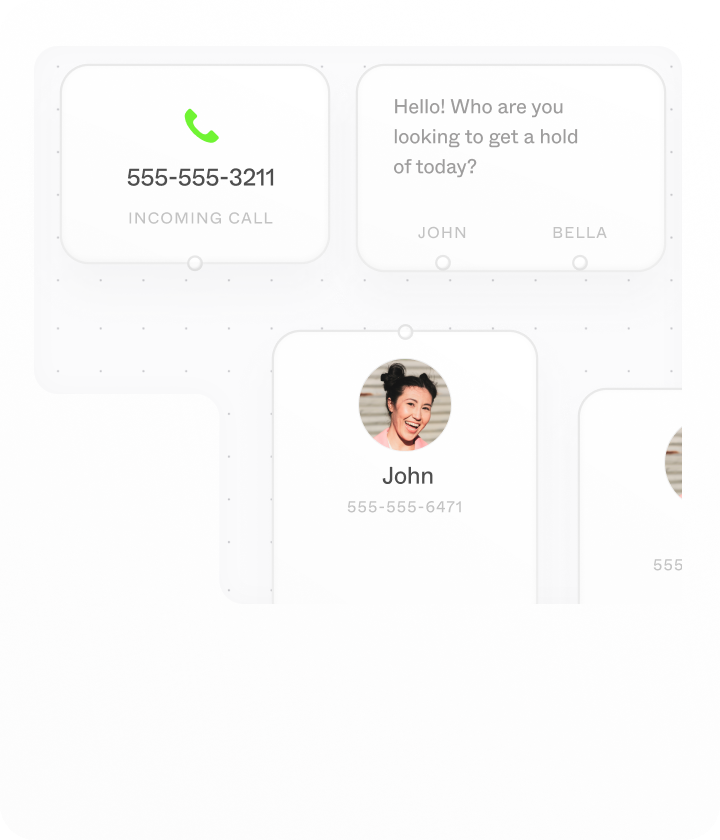 555-555-3211
INCOMING CALL
Hello! Who are you
looking to get a hold
of today?
JOHN
BELLA
John
555-555-6471
555